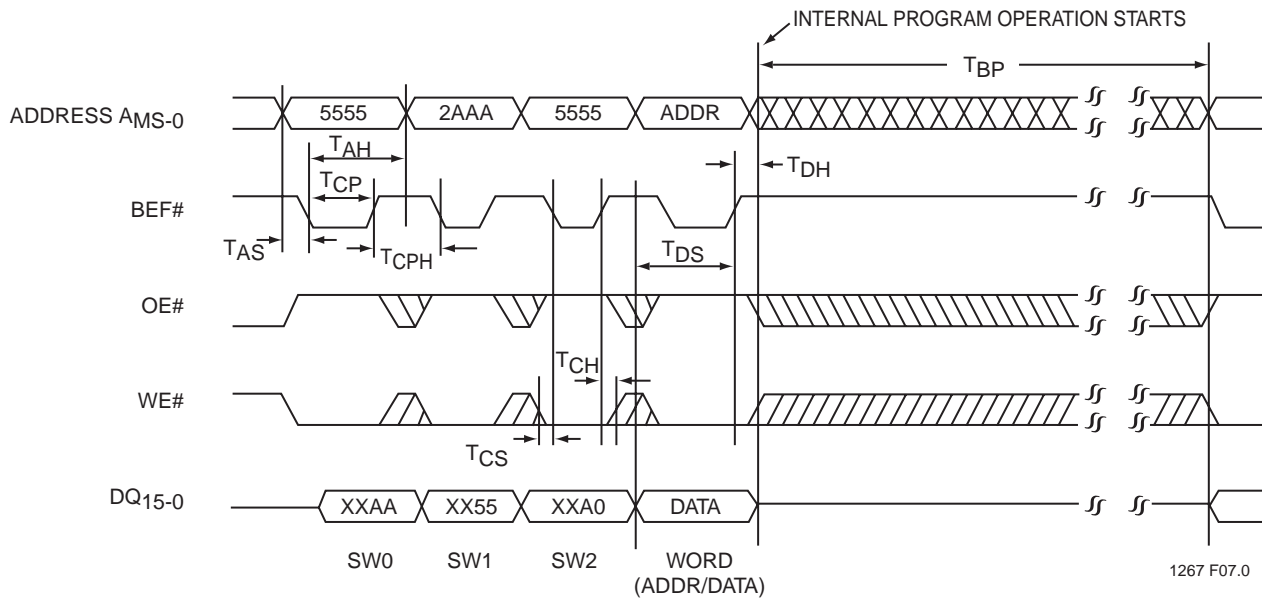 INTERNAL PROGRAM OPERATION STARTS
TBP
ADDRESS AMS-0
5555
2AAA
5555
ADDR
TAH
TDH
TCP
BEF#
TAS
TCPH
TDS
OE#
TCH
WE#
TCS
DQ15-0
XXAA
XX55
XXA0
DATA
SW0
SW1
SW2
WORD
(ADDR/DATA)
1267 F07.0